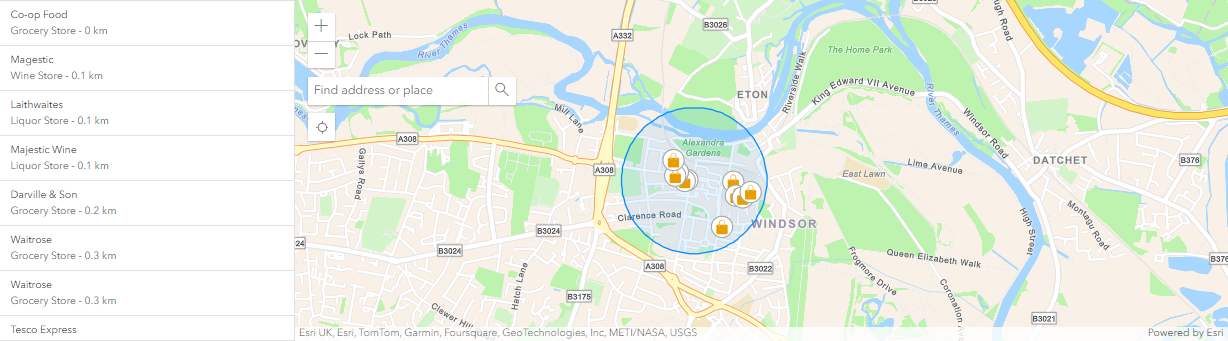 Co-op Food
Grocery Store - 0 km
Magestic
Wine Store - 0.1 km
Laithwaites
Liquor Store - 0.1 km
Majestic Wine
Liquor Store - 0.1 km
Darville & Son
Grocery Store - 0.2 km
Waitrose
Grocery Store - 0.3 km
Waitrose
Grocery Store - 0.3 km
Tesco Express
+
−
Find address or place
Lock Path
River Thames
A332
B3026
The Home Park
Riverside Walk
King Edward VII Avenue
ETON
River Thames
Windsor Road
Mill Lane
A308
Gallys Road
A308
Alexandra
Gardens
Lime Avenue
DATCHET
B376
East Lawn
Clarence Road
WINDSOR
High Street
Montagu Road
B3024
B3024
B3024
A308
B3022
Queen Elizabeth Walk
Frogmore Drive
B376
Hatch Lane
B3175
Clewer Hill
Coronation
B3021
Esri UK, Esri, TomTom, Garmin, Foursquare, GeoTechnologies, Inc, METI/NASA, USGS
Powered by Esri